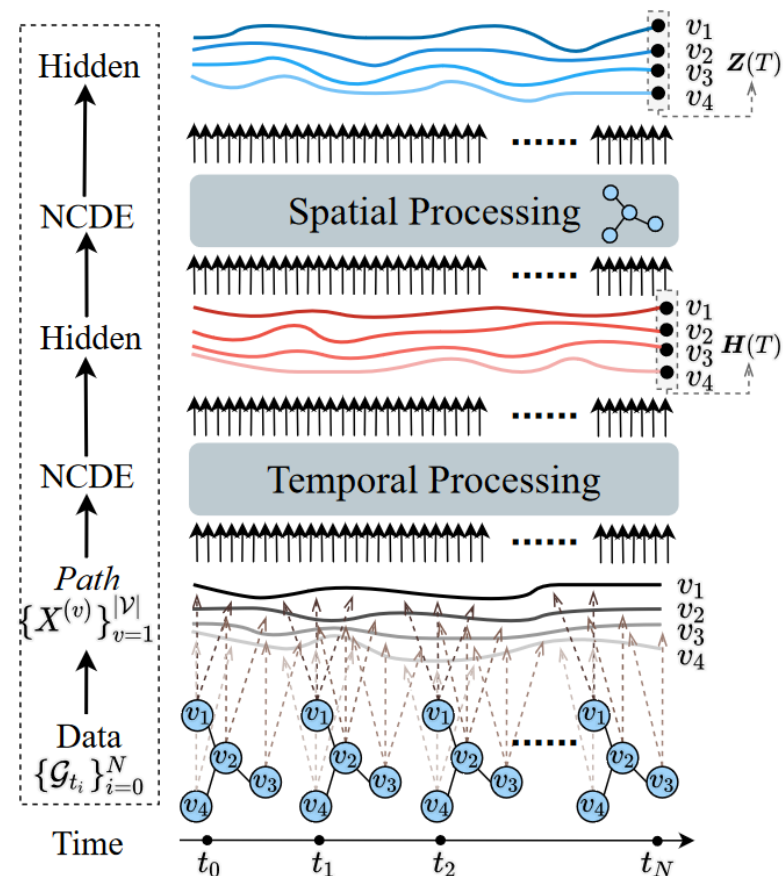 Hidden
v₁
v₂
v₃
v₄
Z(T)
NCDE
Spatial Processing
......
......
Hidden
v₁
v₂
v₃
v₄
H(T)
......
NCDE
Temporal Processing
......
Path
{X⁽ᵛ⁾}ᵥ₌₁^|𝒱|
v₁
v₂
v₃
v₄
Data
{𝒢_{t_i}}ᵢ₌₀ᴺ
v₁ v₂ v₃ v₄
v₁ v₂ v₃ v₄
v₁ v₂ v₃ v₄
......
v₁ v₂ v₃ v₄
Time
t₀ t₁ t₂ t_N